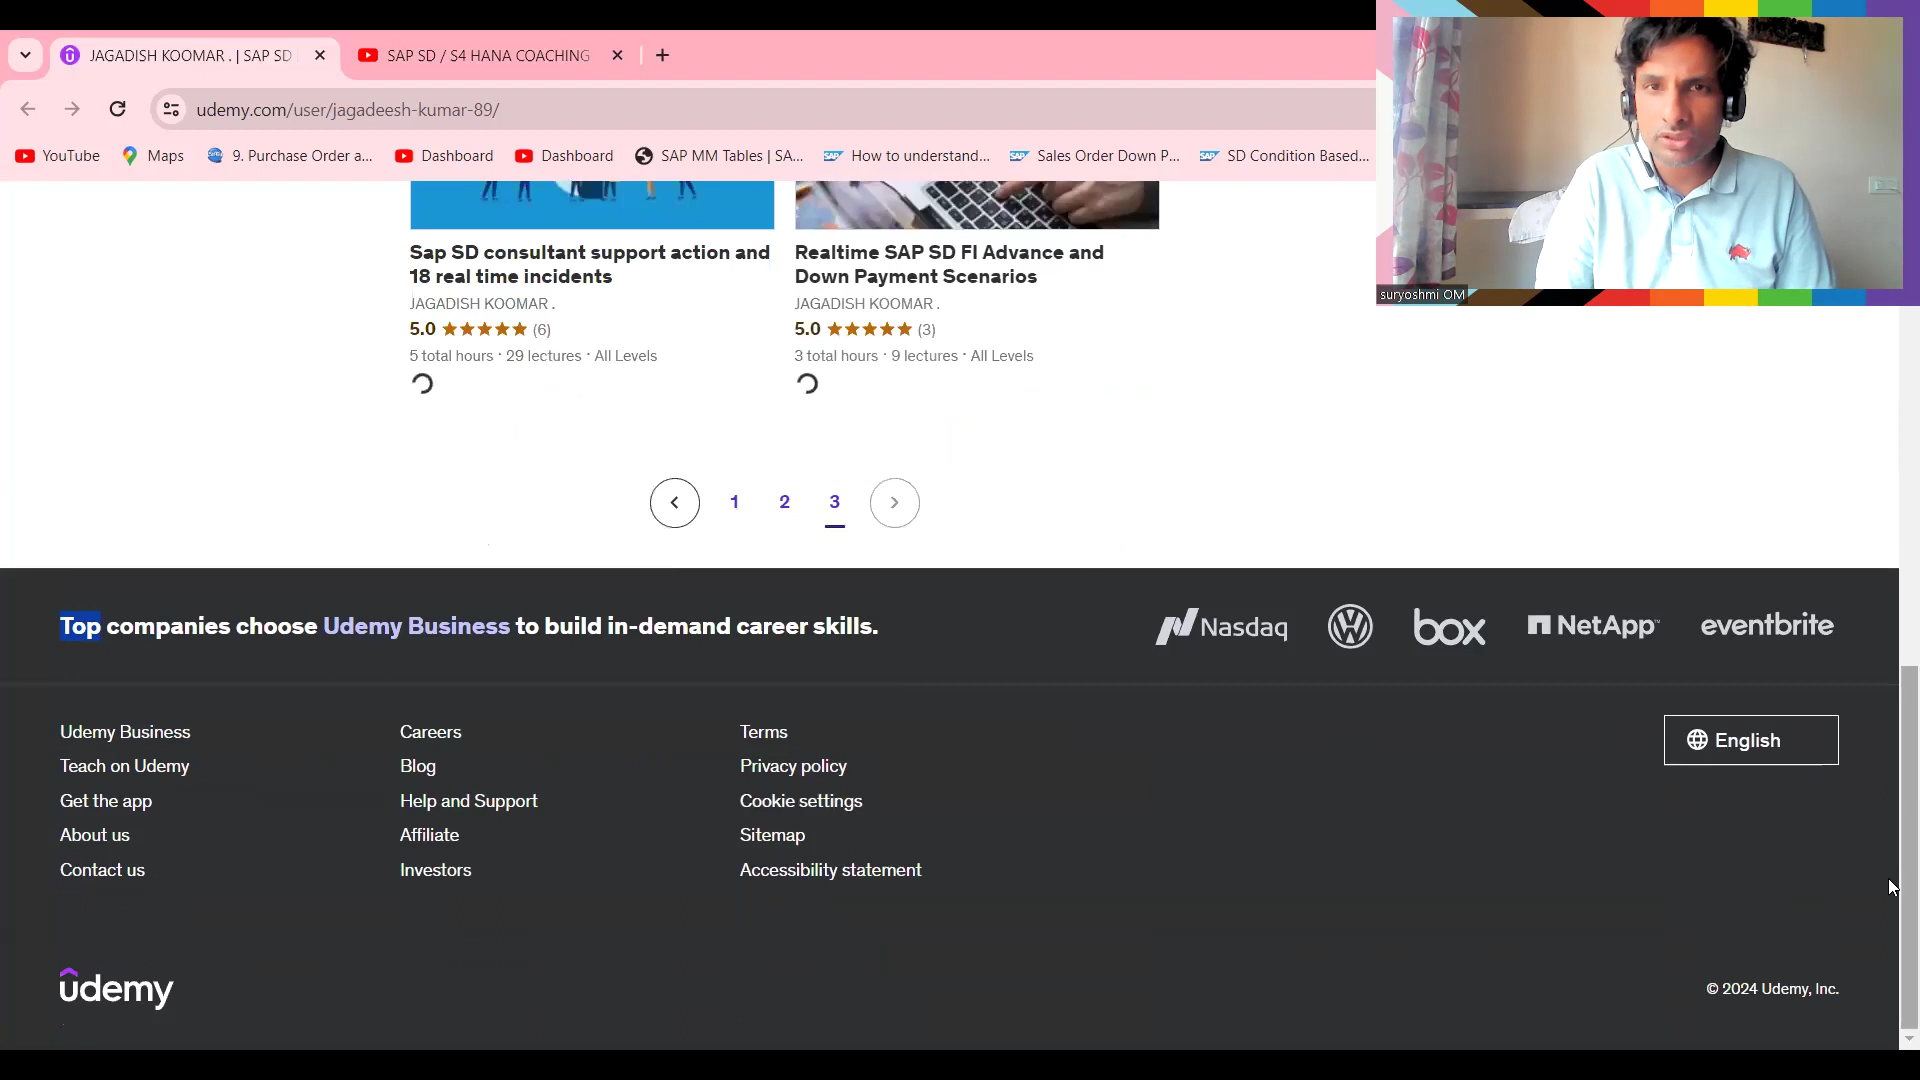 JAGADISH KOOMAR . | SAP SD
SAP SD / S4 HANA COACHING
udemy.com/user/jagadeesh-kumar-89/
YouTube
Maps
9. Purchase Order a...
Dashboard
Dashboard
SAP MM Tables | SA...
How to understand...
Sales Order Down P...
SD Condition Based...
suryoshmi OM
Sap SD consultant support action and
18 real time incidents
JAGADISH KOOMAR .
5.0 (6)
5 total hours · 29 lectures · All Levels
Realtime SAP SD FI Advance and
Down Payment Scenarios
JAGADISH KOOMAR .
5.0 (3)
3 total hours · 9 lectures · All Levels
1 2 3
Top companies choose Udemy Business to build in-demand career skills.
Nasdaq
box
NetApp
eventbrite
Udemy Business
Teach on Udemy
Get the app
About us
Contact us
Careers
Blog
Help and Support
Affiliate
Investors
Terms
Privacy policy
Cookie settings
Sitemap
Accessibility statement
English
udemy
© 2024 Udemy, Inc.